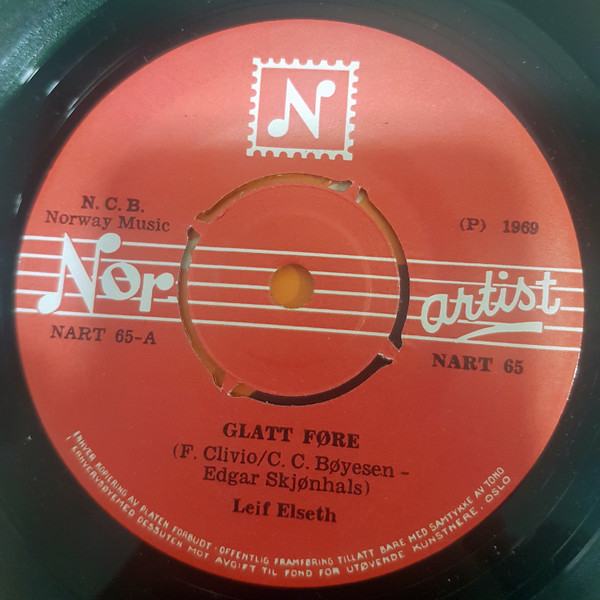 N
N. C. B.
Norway Music
(P) 1969
Nor
artist
NART 65-A
NART 65
GLATT FØRE
(F. Clivio/C. C. Bøyesen -
Edgar Skjønhals)
Leif Elseth
ENHVER KOPIERING AV PLATEN FORBUDT · OFFENTLIG FRAMFØRING TILLATT BARE MED SAMTYKKE AV TONO
ERHVERVSØYEMED DESSUTEN MOT AVGIFT TIL FOND FOR UTØVENDE KUNSTNERE, OSLO